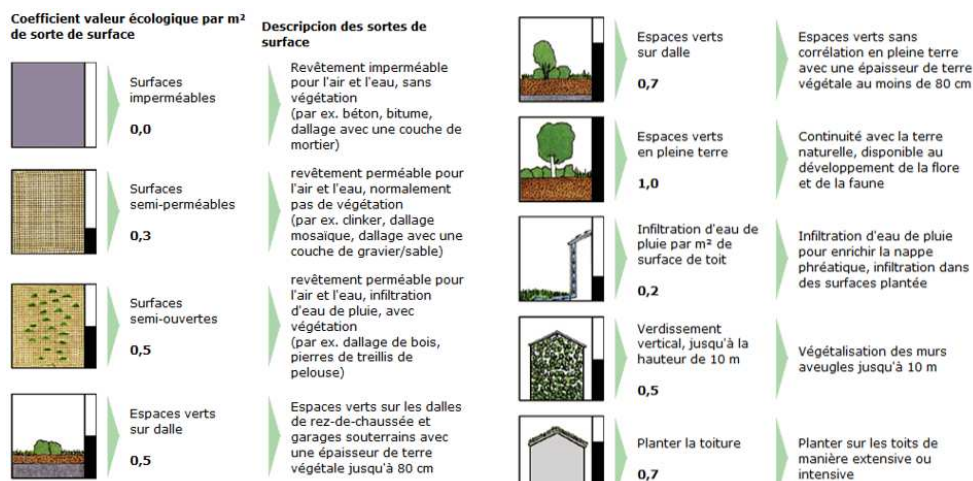 Coefficient valeur écologique par m²
de sorte de surface
Descripcion des sortes de
surface
Surfaces
imperméables
0,0
Revêtement imperméable
pour l'air et l'eau, sans
végétation
(par ex. béton, bitume,
dallage avec une couche de
mortier)
Surfaces
semi-perméables
0,3
revêtement perméable pour
l'air et l'eau, normalement
pas de végétation
(par ex. clinker, dallage
mosaïque, dallage avec une
couche de gravier/sable)
Surfaces
semi-ouvertes
0,5
revêtement perméable pour
l'air et l'eau, infiltration
d'eau de pluie, avec
végétation
(par ex. dallage de bois,
pierres de treillis de
pelouse)
Espaces verts
sur dalle
0,5
Espaces verts sur les dalles
de rez-de-chaussée et
garages souterrains avec
une épaisseur de terre
végétale jusqu'à 80 cm
Espaces verts
sur dalle
0,7
Espaces verts sans
corrélation en pleine terre
avec une épaisseur de terre
végétale au moins de 80 cm
Espaces verts
en pleine terre
1,0
Continuité avec la terre
naturelle, disponible au
développement de la flore
et de la faune
Infiltration d'eau de
pluie par m² de
surface de toit
0,2
Infiltration d'eau de pluie
pour enrichir la nappe
phréatique, infiltration dans
des surfaces plantée
Verdissement
vertical, jusqu'à la
hauteur de 10 m
0,5
Végétalisation des murs
aveugles jusqu'à 10 m
Planter la toiture
0,7
Planter sur les toits de
manière extensive ou
intensive